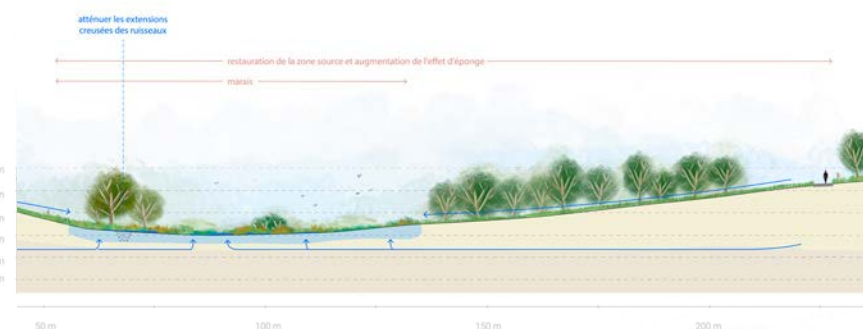 atténuer les extensions
creusées des ruisseaux
restauration de la zone source et augmentation de l'effet d'éponge
marais
m
m
m
m
m
m
50 m
100 m
150 m
200 m